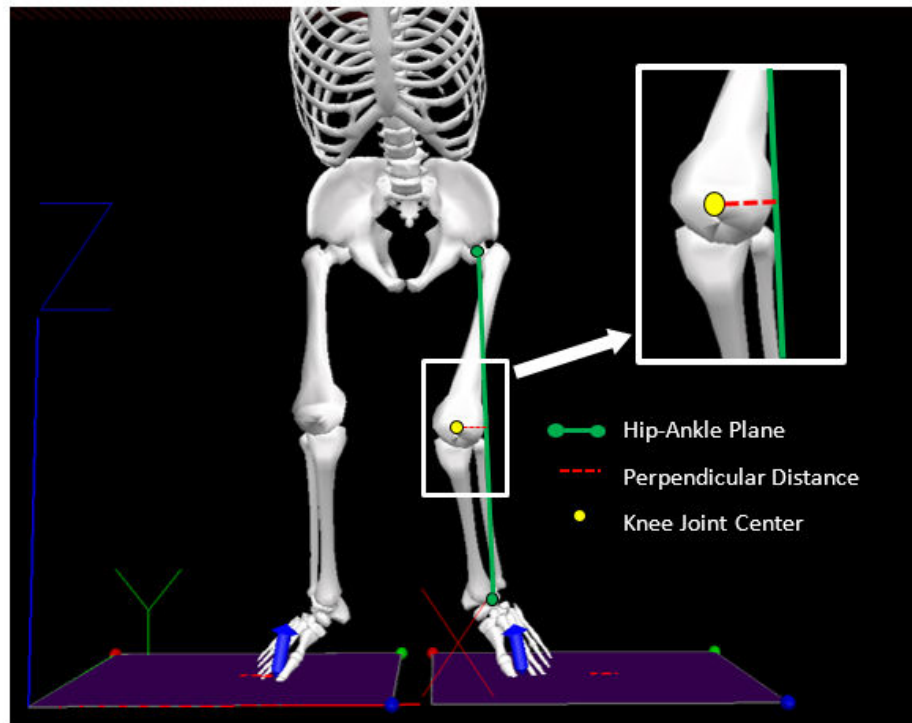 Z
Hip-Ankle Plane
Perpendicular Distance
Knee Joint Center
Y
X